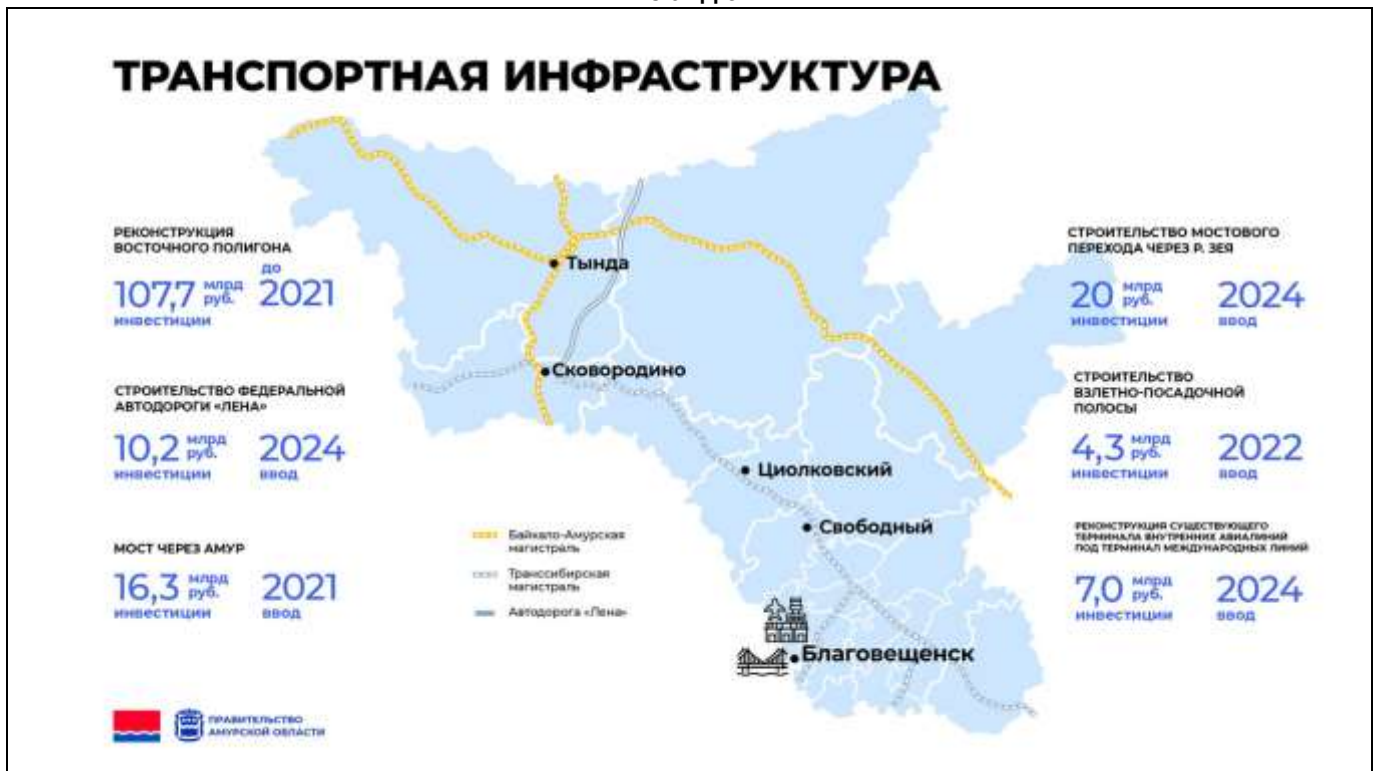 ТРАНСПОРТНАЯ ИНФРАСТРУКТУРА
РЕКОНСТРУКЦИЯ
ВОСТОЧНОГО ПОЛИГОНА
107,7 млрд руб.
инвестиции
до
2021
СТРОИТЕЛЬСТВО ФЕДЕРАЛЬНОЙ
АВТОДОРОГИ «ЛЕНА»
10,2 млрд руб.
инвестиции
2024
ввод
МОСТ ЧЕРЕЗ АМУР
16,3 млрд руб.
инвестиции
2021
ввод
Тында
Сковородино
Циолковский
Свободный
Благовещенск
Байкало-Амурская
магистраль
Транссибирская
магистраль
Автодорога «Лена»
СТРОИТЕЛЬСТВО МОСТОВОГО
ПЕРЕХОДА ЧЕРЕЗ Р. ЗЕЯ
20 млрд руб.
инвестиции
2024
ввод
СТРОИТЕЛЬСТВО
ВЗЛЕТНО-ПОСАДОЧНОЙ
ПОЛОСЫ
4,3 млрд руб.
инвестиции
2022
ввод
РЕКОНСТРУКЦИЯ СУЩЕСТВУЮЩЕГО
ТЕРМИНАЛА ВНУТРЕННИХ АВИАЛИНИЙ
ПОД ТЕРМИНАЛ МЕЖДУНАРОДНЫХ ЛИНИЙ
7,0 млрд руб.
инвестиции
2024
ввод
ПРАВИТЕЛЬСТВО
АМУРСКОЙ ОБЛАСТИ